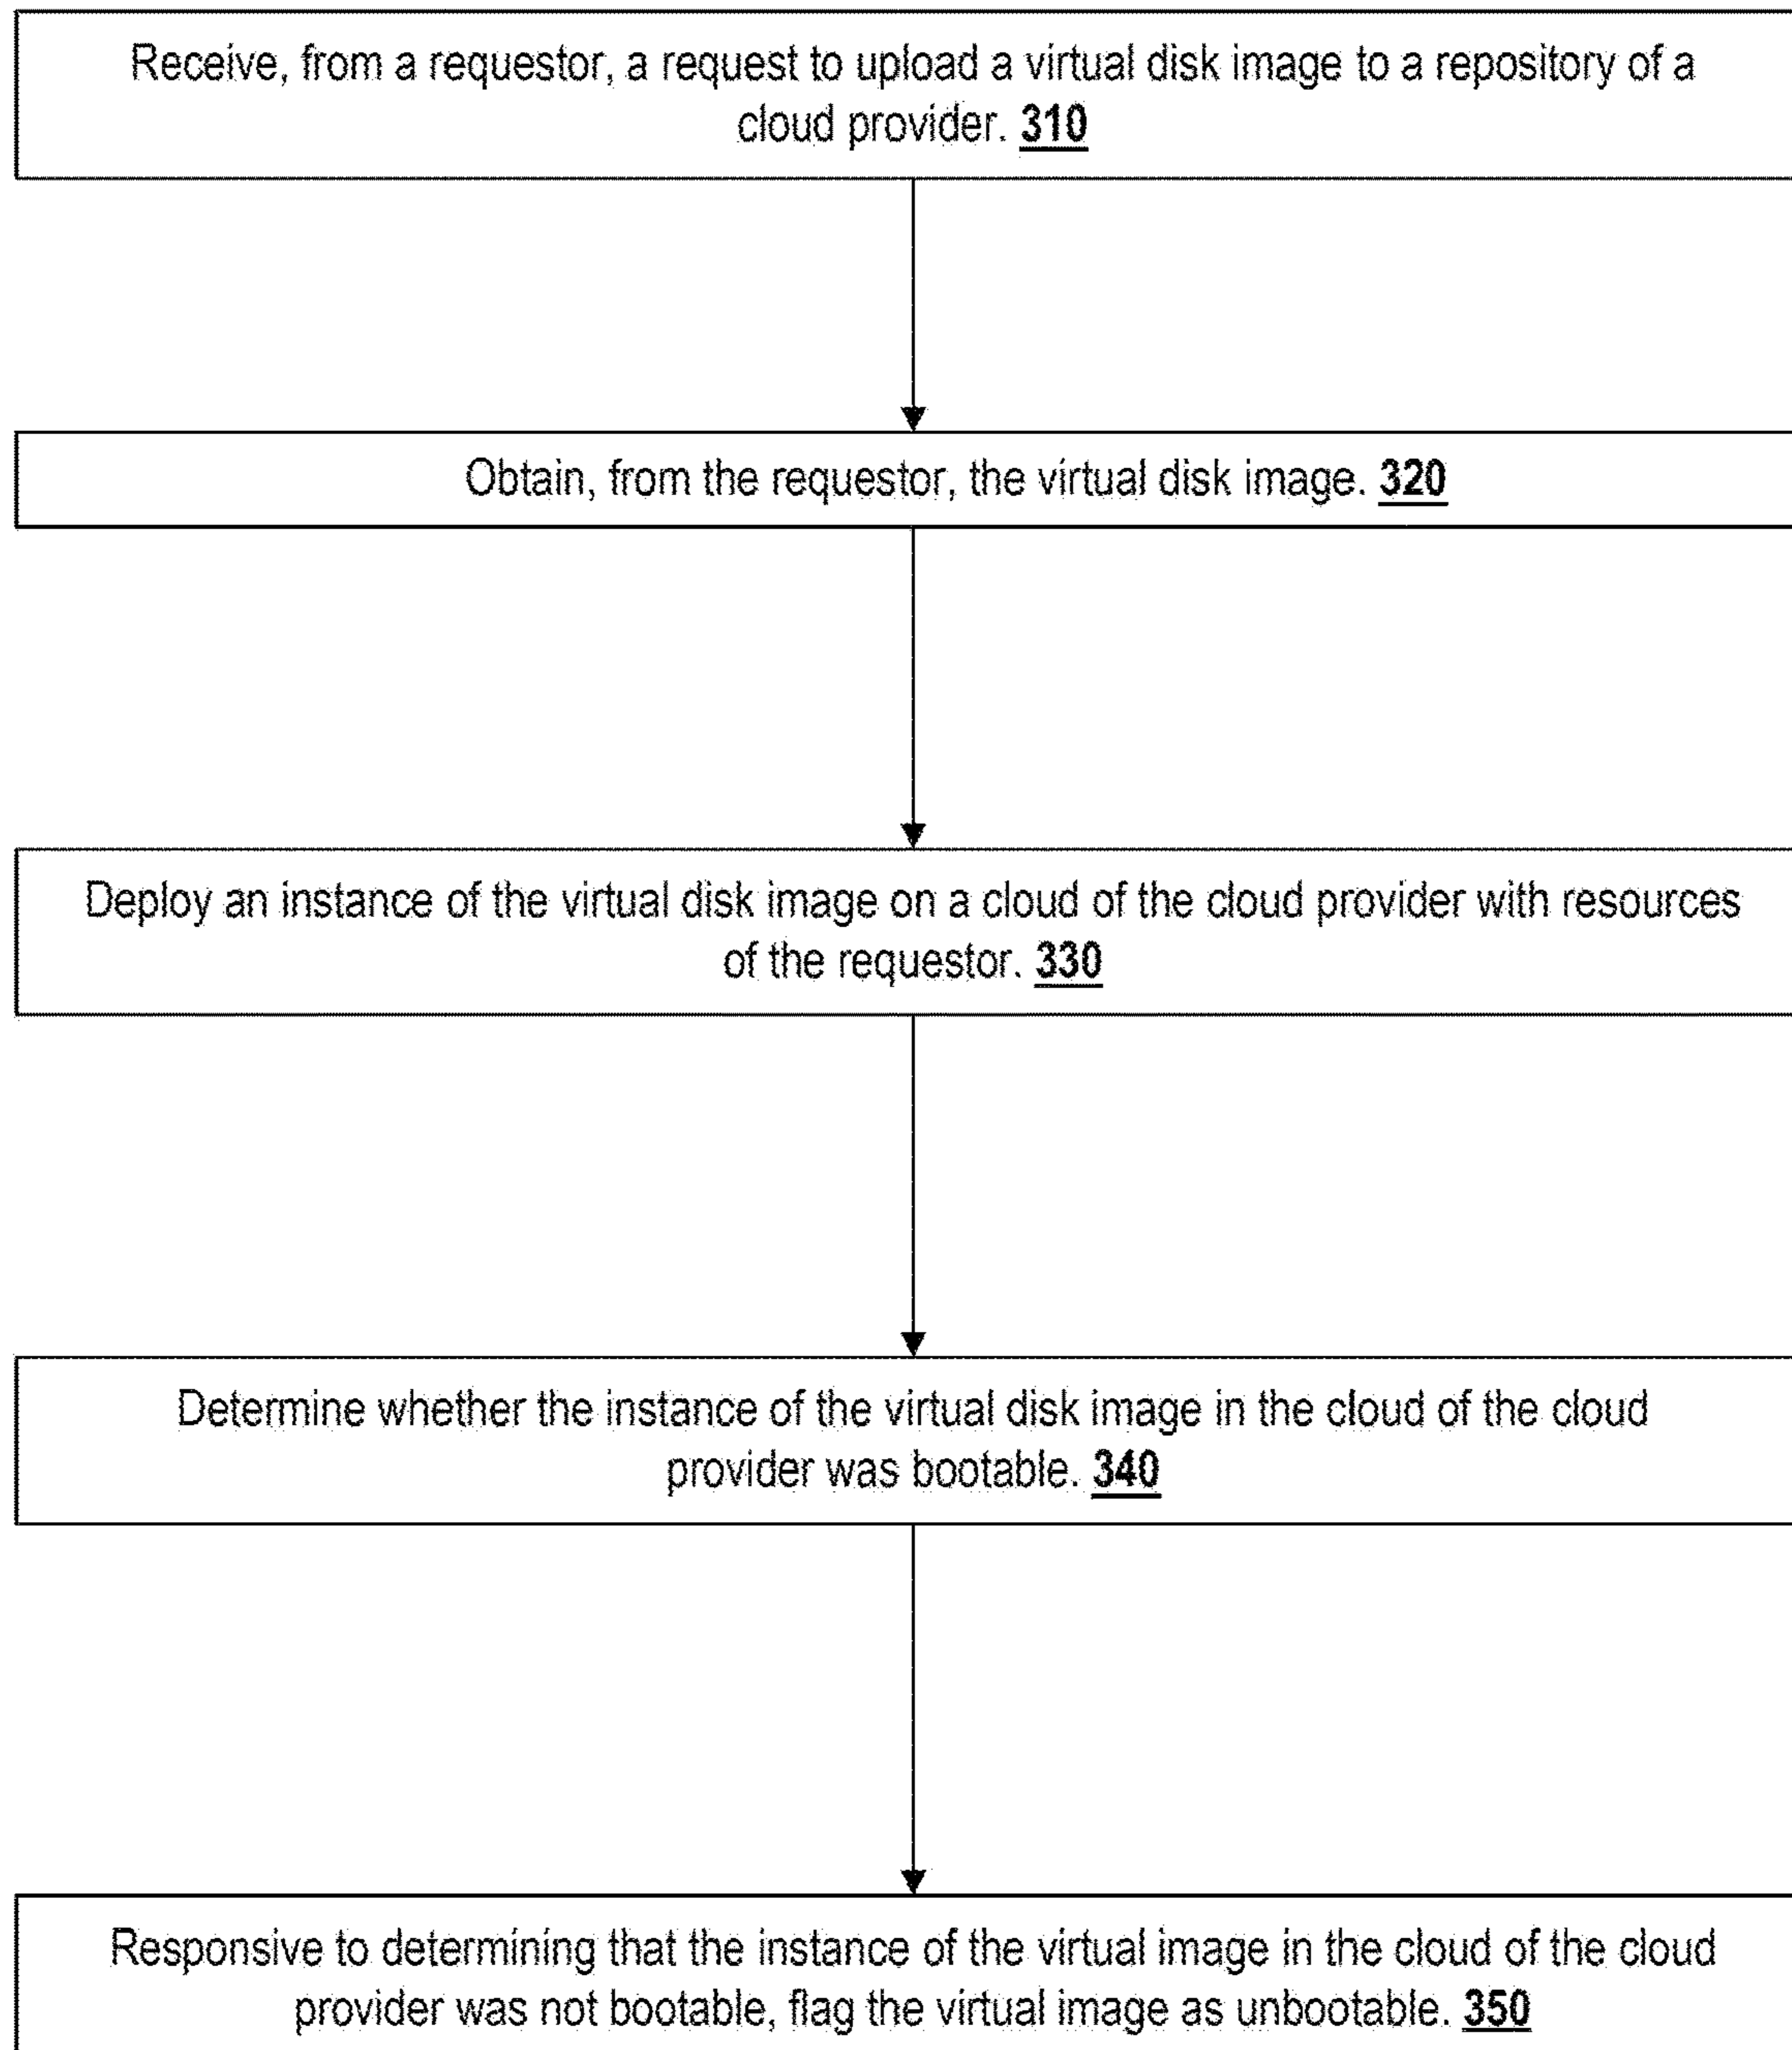 Receive, from a requestor, a request to upload a virtual disk image to a repository of a
cloud provider. 310
Obtain, from the requestor, the virtual disk image. 320
Deploy an instance of the virtual disk image on a cloud of the cloud provider with resources
of the requestor. 330
Determine whether the instance of the virtual disk image in the cloud of the cloud
provider was bootable. 340
Responsive to determining that the instance of the virtual image in the cloud of the cloud
provider was not bootable, flag the virtual image as unbootable. 350